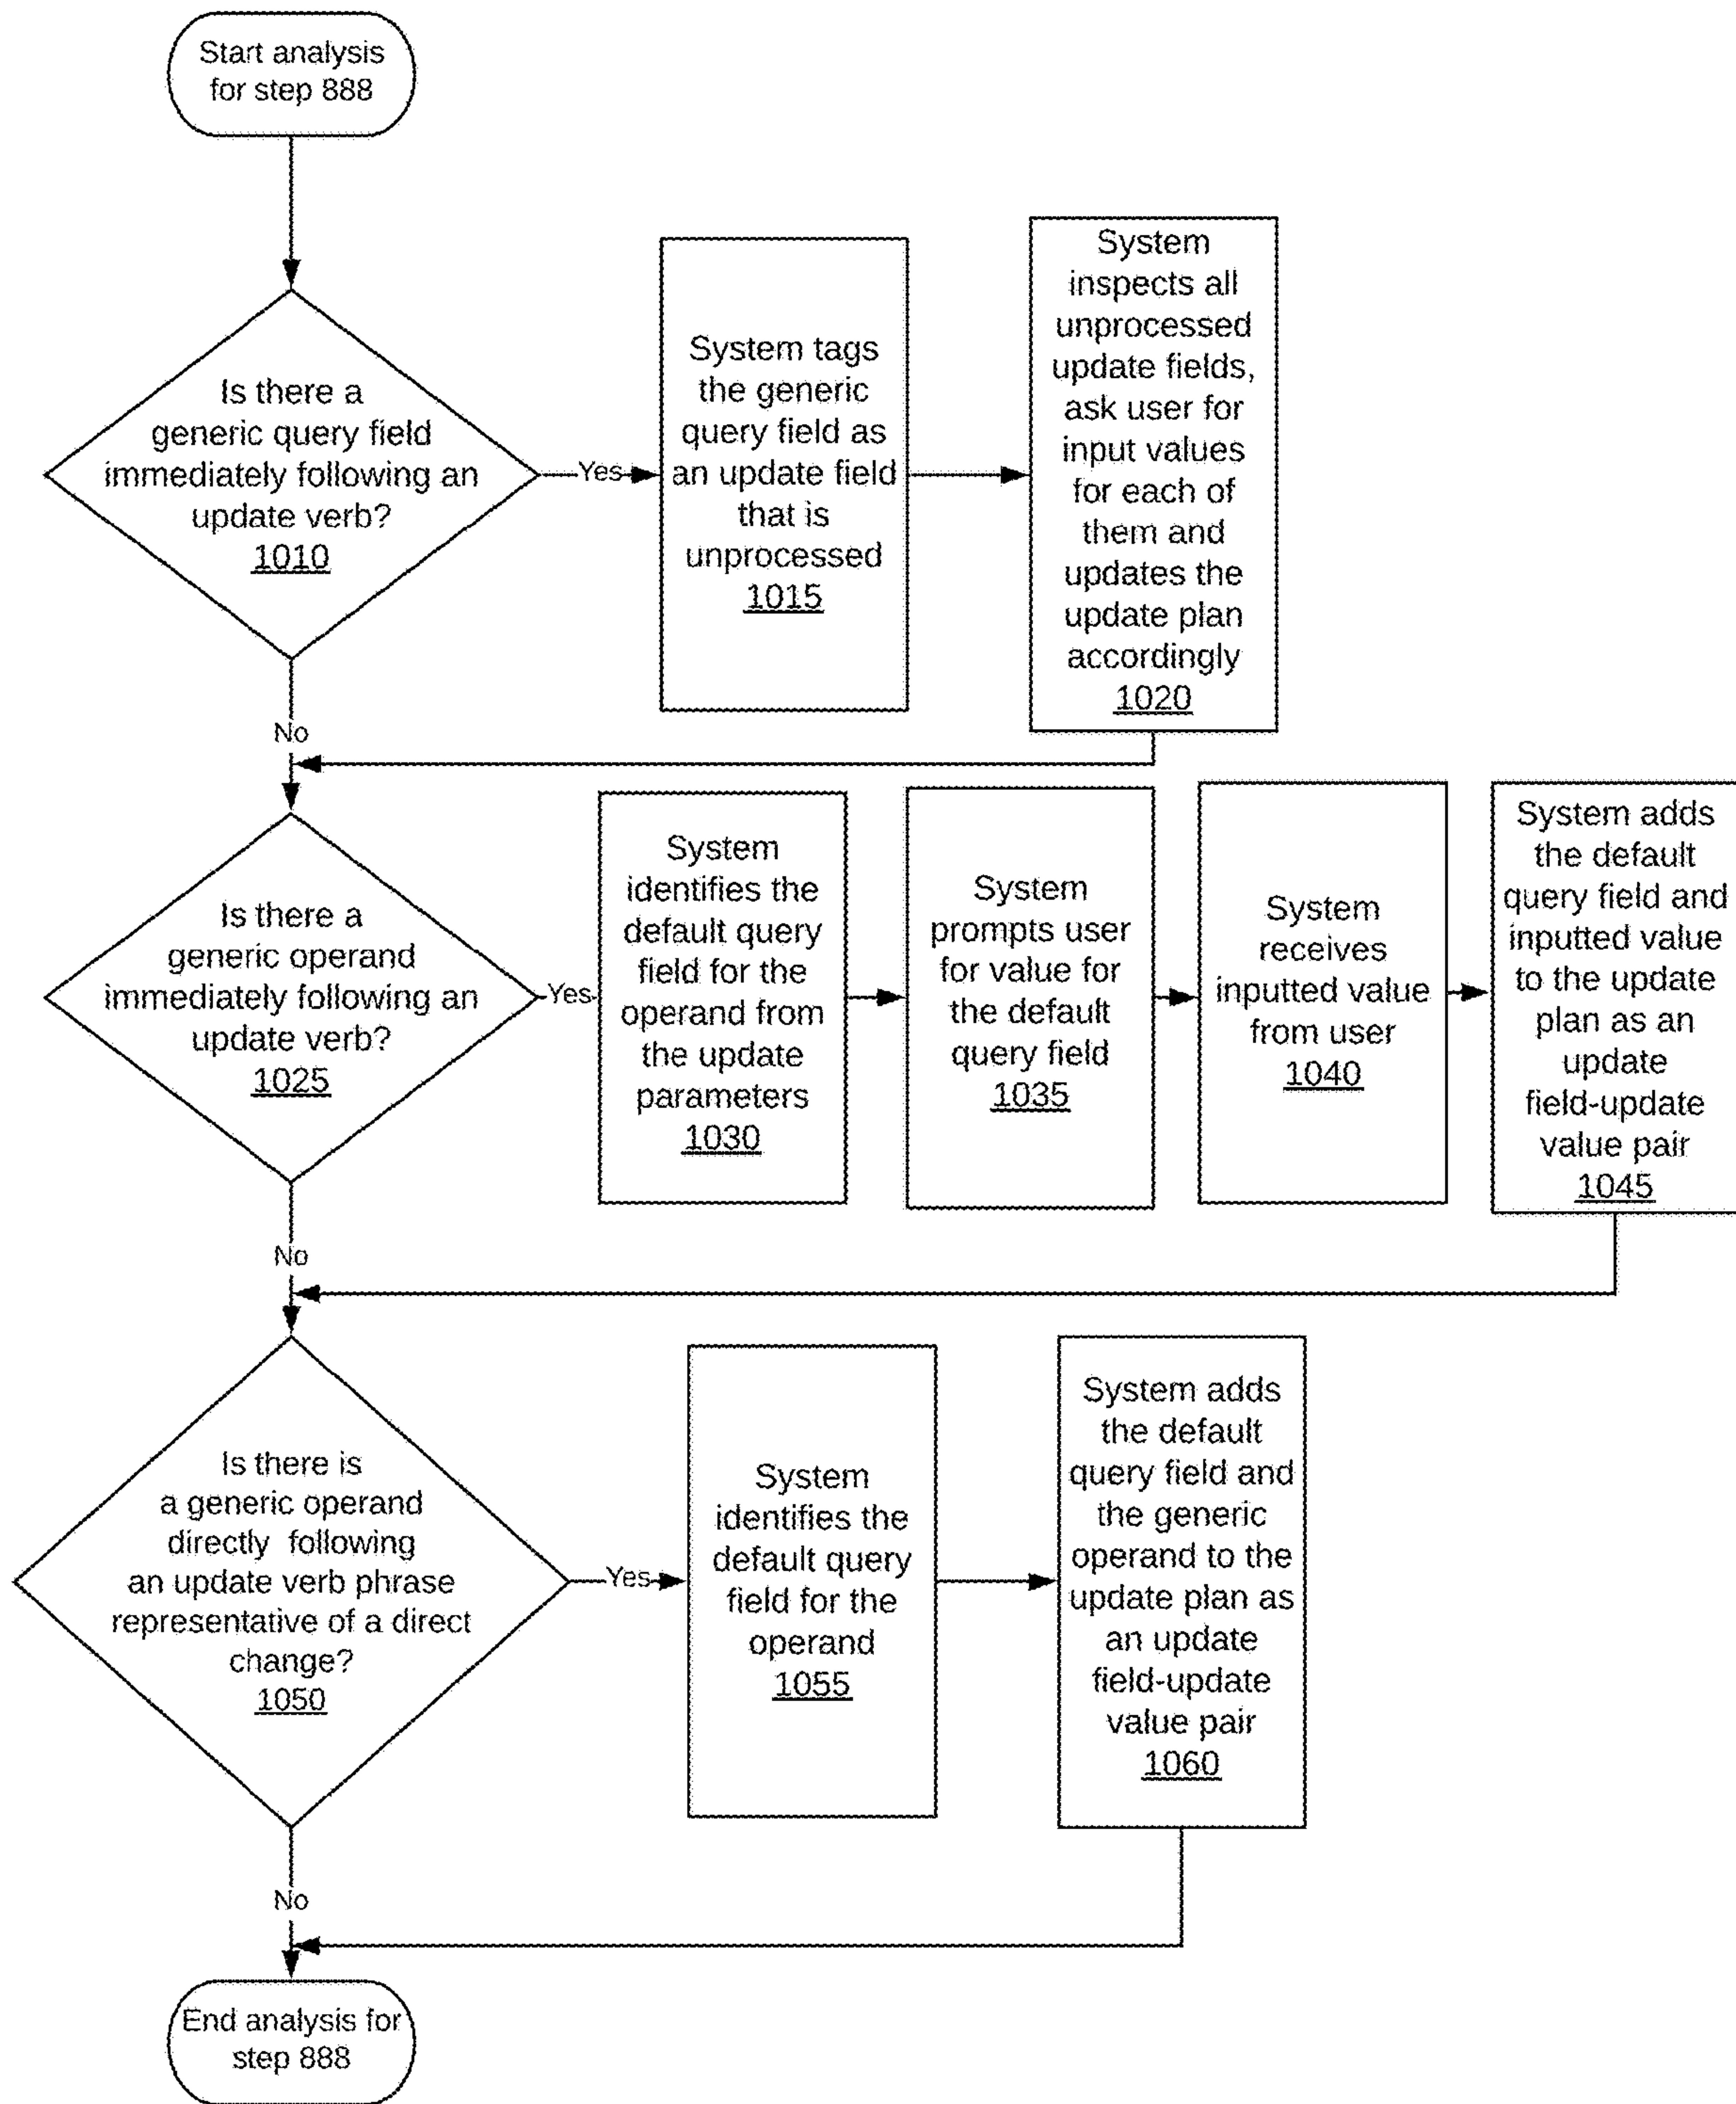 Start analysis
for step 888
Is there a
generic query field
immediately following an
update verb?
1010
Yes
System tags
the generic
query field as
an update field
that is
unprocessed
1015
System
inspects all
unprocessed
update fields,
ask user for
input values
for each of
them and
updates the
update plan
accordingly
1020
No
Is there a
generic operand
immediately following an
update verb?
1025
Yes
System
identifies the
default query
field for the
operand from
the update
parameters
1030
System
prompts user
for value for
the default
query field
1035
System
receives
inputted value
from user
1040
System adds
the default
query field and
inputted value
to the update
plan as an
update
field-update
value pair
1045
No
Is there is
a generic operand
directly following
an update verb phrase
representative of a direct
change?
1050
Yes
System
identifies the
default query
field for the
operand
1055
System adds
the default
query field and
the generic
operand to the
update plan as
an update
field-update
value pair
1060
No
End analysis for
step 888